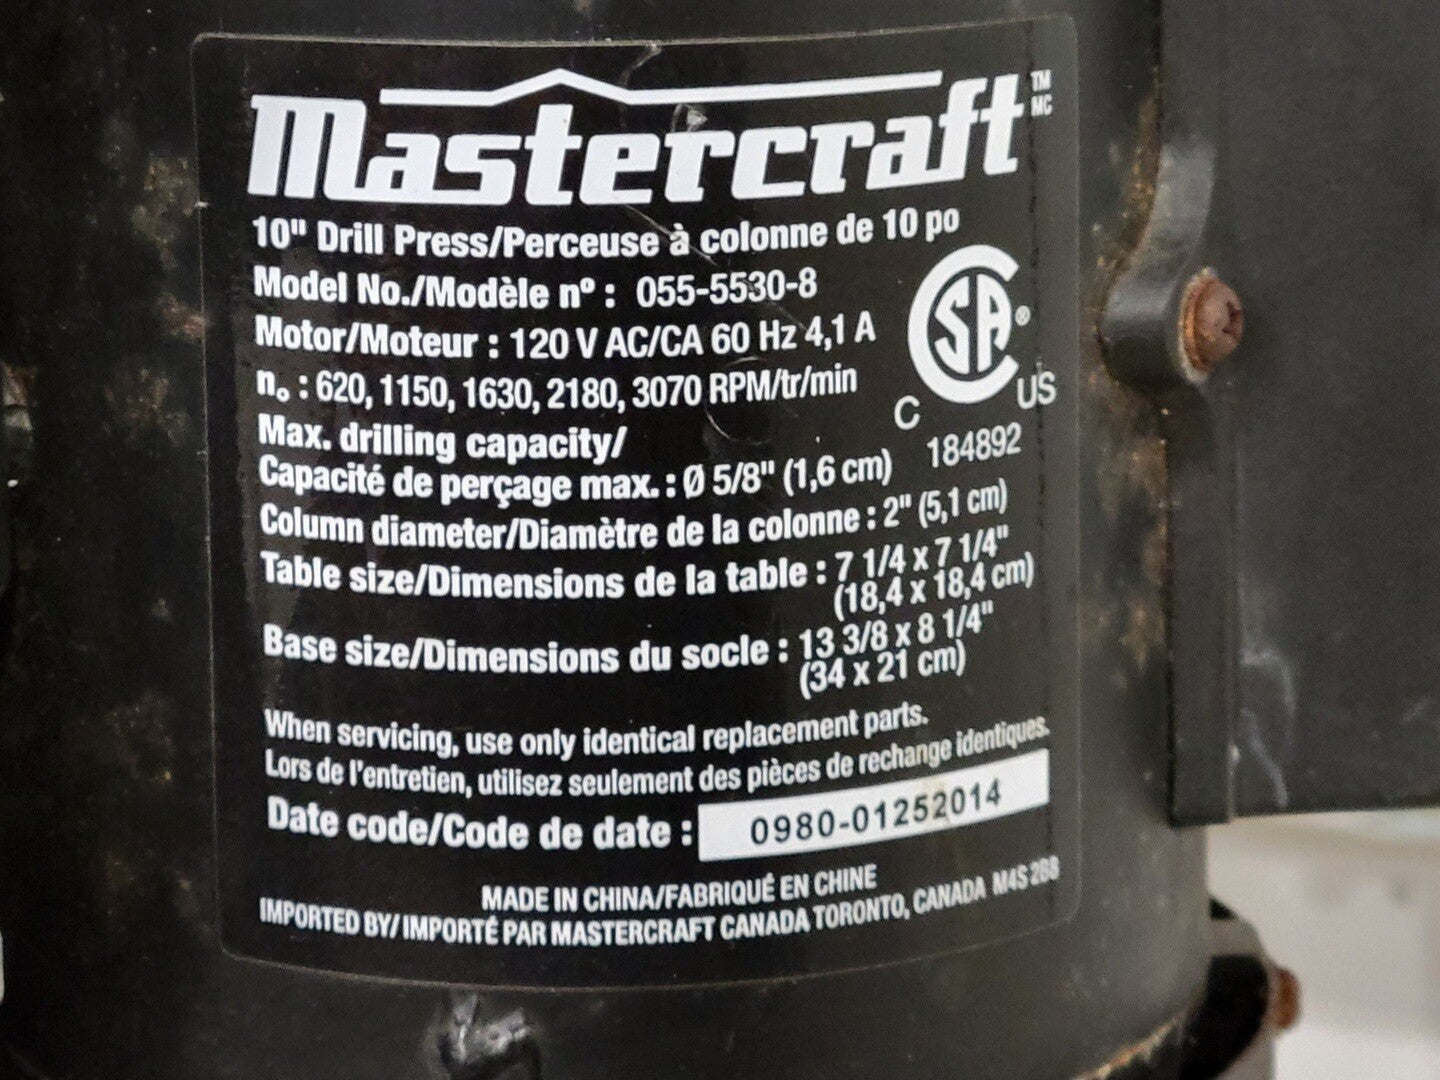 Mastercraft™ MC
10" Drill Press/Perceuse à colonne de 10 po
Model No./Modèle nº : 055-5530-8
Motor/Moteur : 120 V AC/CA 60 Hz 4,1 A
n₀ : 620, 1150, 1630, 2180, 3070 RPM/tr/min
CSA®
C US
184892
Max. drilling capacity/
Capacité de perçage max. : Ø 5/8" (1,6 cm)
Column diameter/Diamètre de la colonne : 2" (5,1 cm)
Table size/Dimensions de la table : 7 1/4 x 7 1/4"
(18,4 x 18,4 cm)
Base size/Dimensions du socle : 13 3/8 x 8 1/4"
(34 x 21 cm)
When servicing, use only identical replacement parts.
Lors de l'entretien, utilisez seulement des pièces de rechange identiques.
Date code/Code de date : 0980-01252014
MADE IN CHINA/FABRIQUÉ EN CHINE
IMPORTED BY/ IMPORTÉ PAR MASTERCRAFT CANADA TORONTO, CANADA M4S 2B8